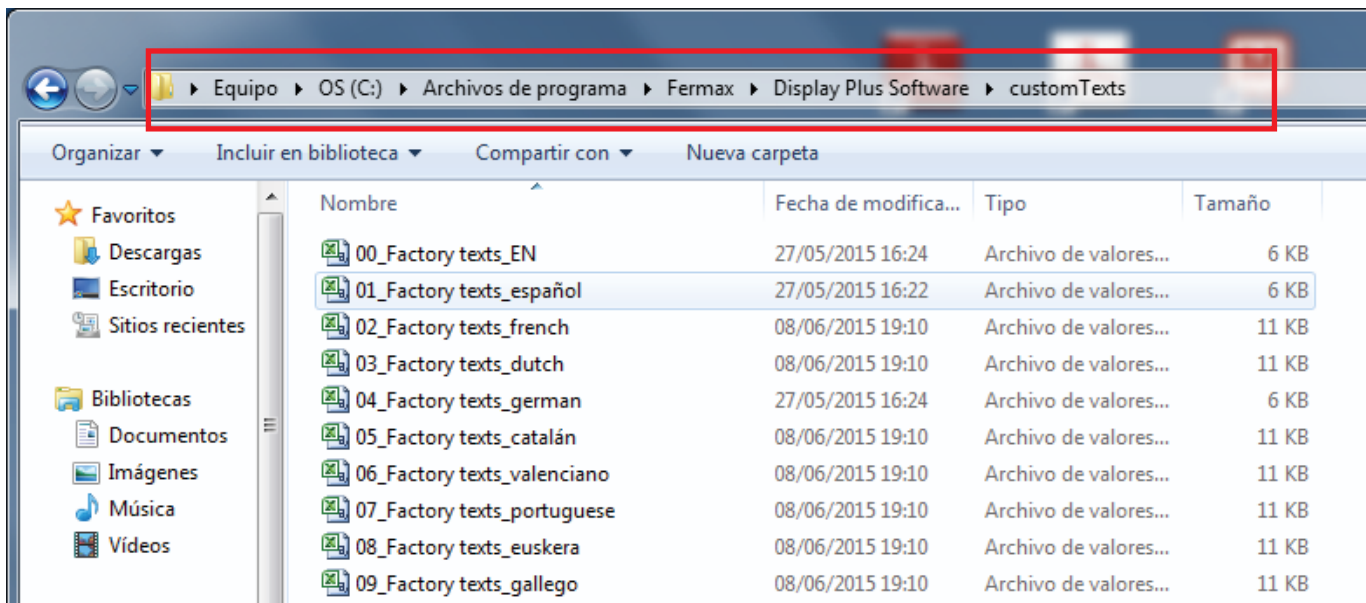 Equipo OS (C:) Archivos de programa Fermax Display Plus Software customTexts
Organizar Incluir en biblioteca Compartir con Nueva carpeta
Favoritos
Descargas
Escritorio
Sitios recientes
Bibliotecas
Documentos
Imágenes
Música
Vídeos
Nombre Fecha de modifica... Tipo Tamaño
00_Factory texts_EN 27/05/2015 16:24 Archivo de valores... 6 KB
01_Factory texts_español 27/05/2015 16:22 Archivo de valores... 6 KB
02_Factory texts_french 08/06/2015 19:10 Archivo de valores... 11 KB
03_Factory texts_dutch 08/06/2015 19:10 Archivo de valores... 11 KB
04_Factory texts_german 27/05/2015 16:24 Archivo de valores... 6 KB
05_Factory texts_catalán 08/06/2015 19:10 Archivo de valores... 11 KB
06_Factory texts_valenciano 08/06/2015 19:10 Archivo de valores... 11 KB
07_Factory texts_portuguese 08/06/2015 19:10 Archivo de valores... 11 KB
08_Factory texts_euskera 08/06/2015 19:10 Archivo de valores... 11 KB
09_Factory texts_gallego 08/06/2015 19:10 Archivo de valores... 11 KB